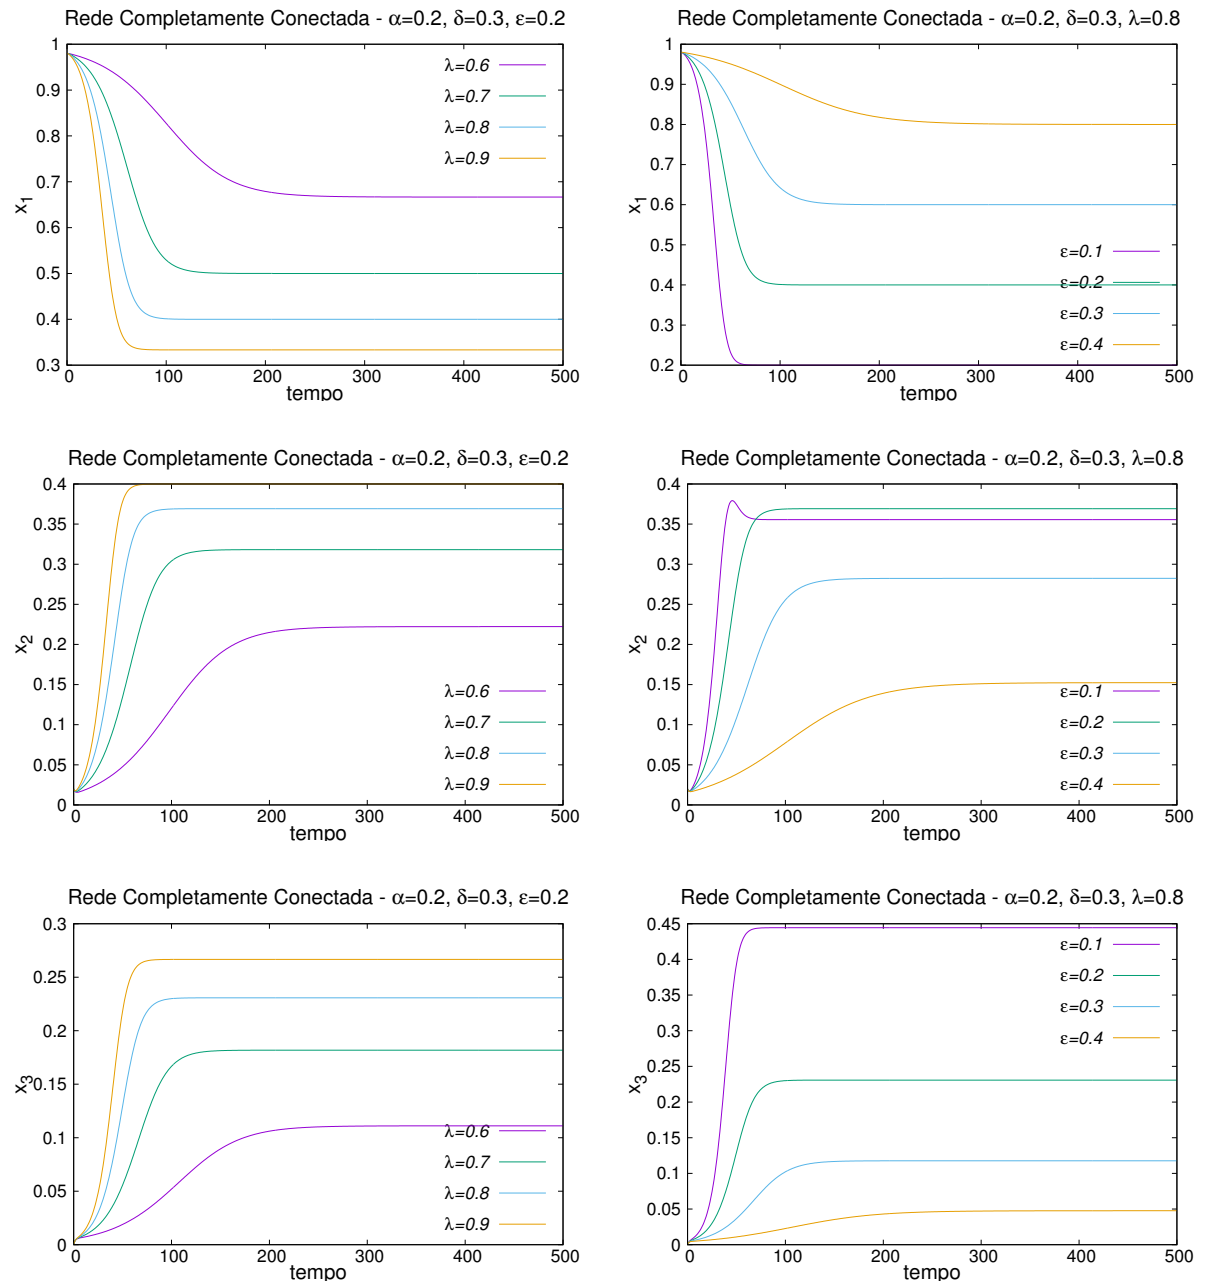 Rede Completamente Conectada - α=0.2, δ=0.3, ε=0.2
1
0.9
0.8
0.7
0.6
0.5
0.4
0.3
x1
λ=0.6
λ=0.7
λ=0.8
λ=0.9
0 100 200 300 400 500
tempo
Rede Completamente Conectada - α=0.2, δ=0.3, λ=0.8
1
0.9
0.8
0.7
0.6
0.5
0.4
0.3
0.2
x1
ε=0.1
ε=0.2
ε=0.3
ε=0.4
0 100 200 300 400 500
tempo
Rede Completamente Conectada - α=0.2, δ=0.3, ε=0.2
0.4
0.35
0.3
0.25
0.2
0.15
0.1
0.05
0
x2
λ=0.6
λ=0.7
λ=0.8
λ=0.9
0 100 200 300 400 500
tempo
Rede Completamente Conectada - α=0.2, δ=0.3, λ=0.8
0.4
0.35
0.3
0.25
0.2
0.15
0.1
0.05
0
x2
ε=0.1
ε=0.2
ε=0.3
ε=0.4
0 100 200 300 400 500
tempo
Rede Completamente Conectada - α=0.2, δ=0.3, ε=0.2
0.3
0.25
0.2
0.15
0.1
0.05
0
x3
λ=0.6
λ=0.7
λ=0.8
λ=0.9
0 100 200 300 400 500
tempo
Rede Completamente Conectada - α=0.2, δ=0.3, λ=0.8
0.45
0.4
0.35
0.3
0.25
0.2
0.15
0.1
0.05
0
x3
ε=0.1
ε=0.2
ε=0.3
ε=0.4
0 100 200 300 400 500
tempo